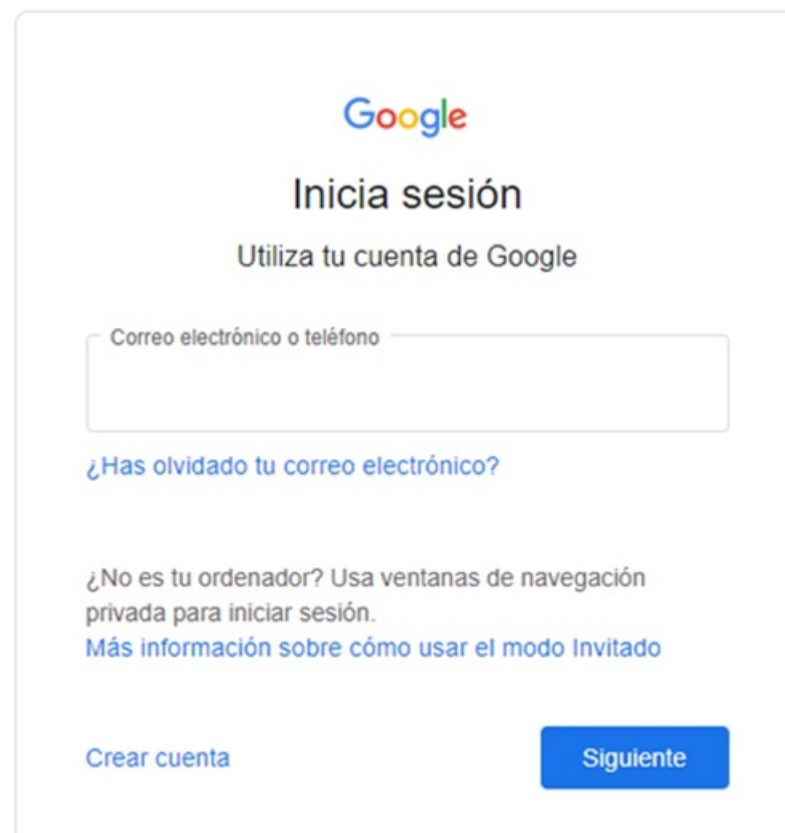 Google
Inicia sesión
Utiliza tu cuenta de Google
Correo electrónico o teléfono
¿Has olvidado tu correo electrónico?
¿No es tu ordenador? Usa ventanas de navegación
privada para iniciar sesión.
Más información sobre cómo usar el modo Invitado
Crear cuenta
Siguiente